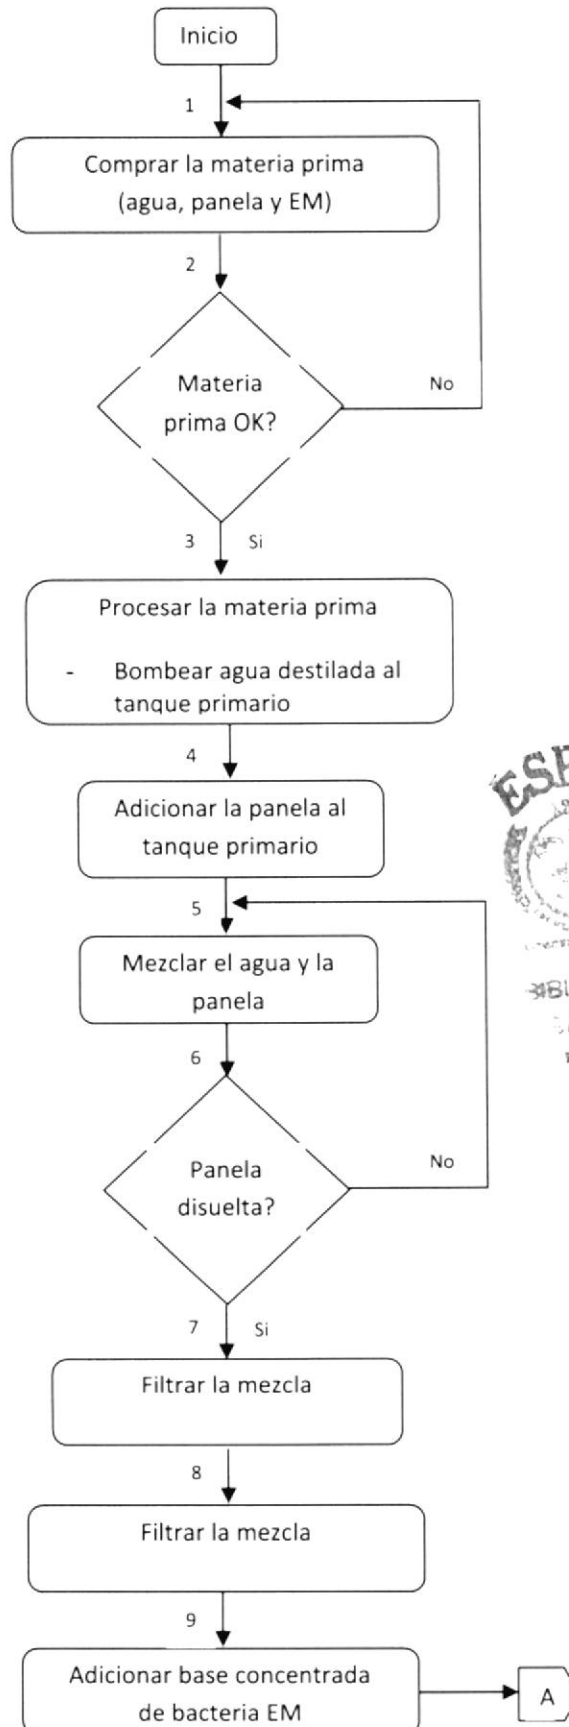 Inicio
1
Comprar la materia prima
(agua, panela y EM)
2
Materia
prima OK?
No
3
Si
Procesar la materia prima
- Bombear agua destilada al
tanque primario
4
Adicionar la panela al
tanque primario
5
Mezclar el agua y la
panela
6
Panela
disuelta?
No
7
Si
Filtrar la mezcla
8
Filtrar la mezcla
9
Adicionar base concentrada
de bacteria EM
A